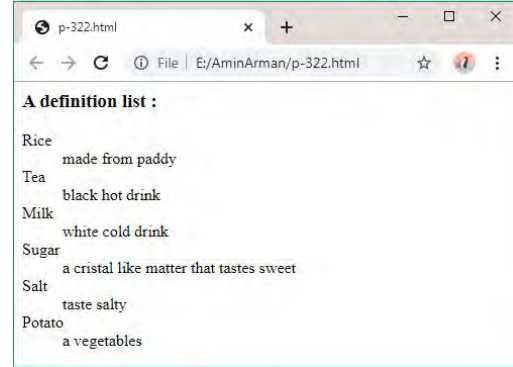 p-322.html
File | E:/AminArman/p-322.html
A definition list :
Rice
made from paddy
Tea
black hot drink
Milk
white cold drink
Sugar
a cristal like matter that tastes sweet
Salt
taste salty
Potato
a vegetables